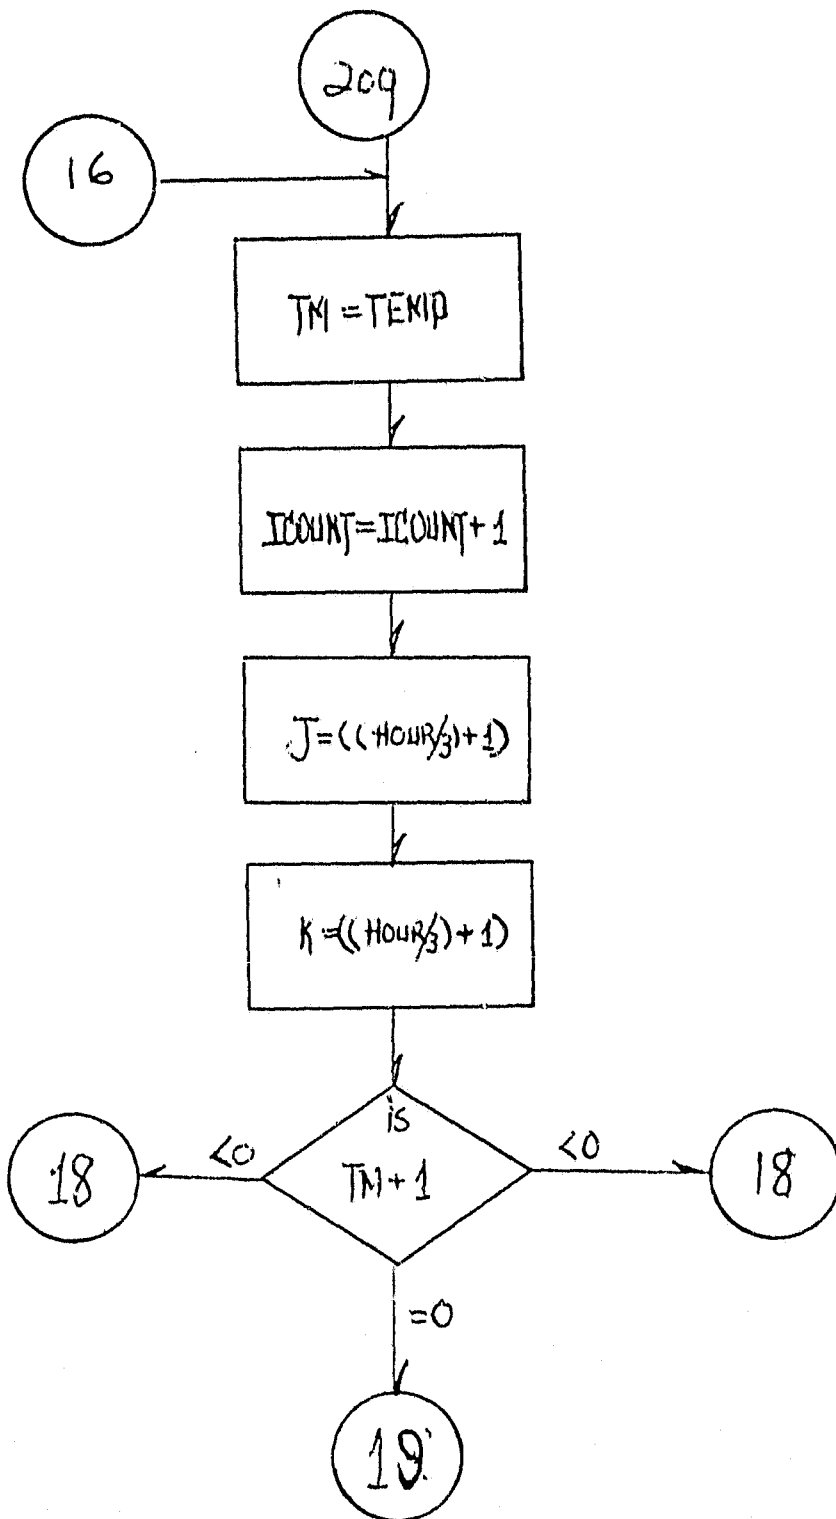 209
16
TM = TEMP
ICOUNT = ICOUNT + 1
J = ((HOUR/3) + 1)
K = ((HOUR/3) + 1)
is
TM + 1
<0
<0
18
18
=0
19